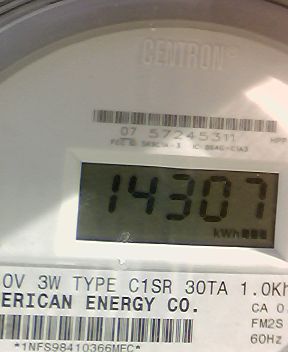 CENTRON®
07 57245311
14307
kWh
0V 3W TYPE C1SR 30TA 1.0Kh
ERICAN ENERGY CO.
CA 0.
FM2S
60Hz
*1NFS98410366MEC*